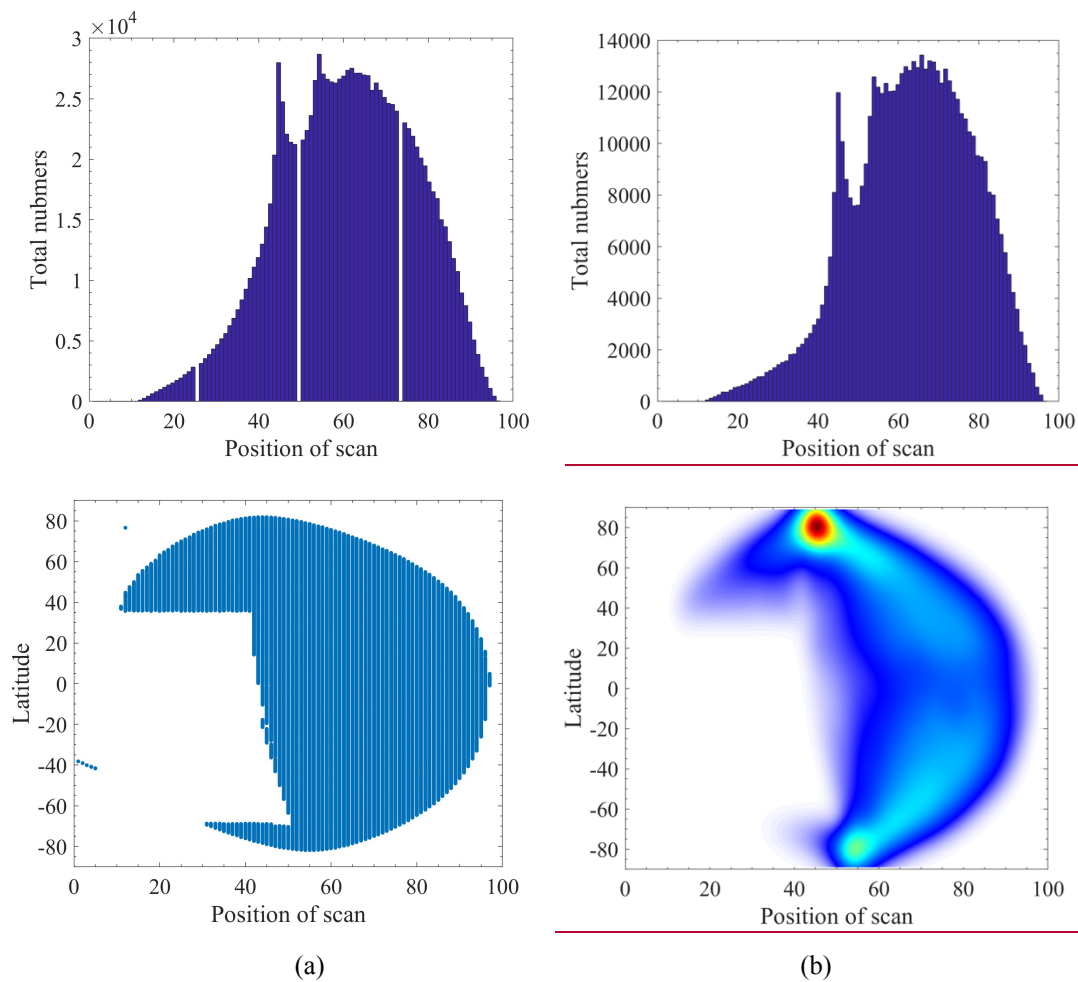 ×10⁴
3
2.5
2
1.5
1
0.5
0
0 20 40 60 80 100
Total nubmers
Position of scan
14000
12000
10000
8000
6000
4000
2000
0
0 20 40 60 80 100
Total nubmers
Position of scan
80
60
40
20
0
-20
-40
-60
-80
0 20 40 60 80 100
Latitude
Position of scan
80
60
40
20
0
-20
-40
-60
-80
0 20 40 60 80 100
Latitude
Position of scan
(a)
(b)